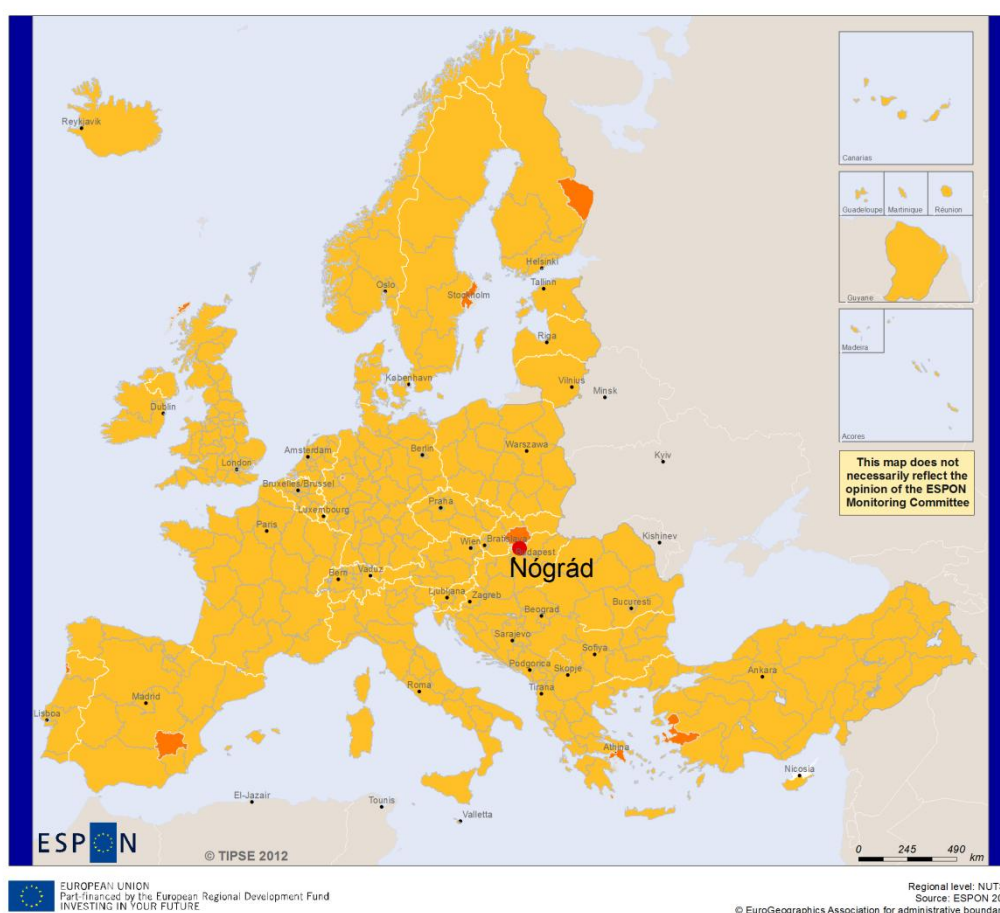 Reykjavik
Canarias
Guadeloupe
Martinique
Réunion
Guyane
Madeira
Acores
This map does not
necessarily reflect the
opinion of the ESPON
Monitoring Committee
Helsinki
Oslo
Stockholm
Tallinn
Riga
København
Vilnius
Minsk
Dublin
Amsterdam
Berlin
Warszawa
London
Kyiv
Bruxelles/Brussel
Praha
Luxembourg
Paris
Wien
Bratislava
Kishinev
Budapest
Nógrád
Bern
Vaduz
Ljubljana
Zagreb
Beograd
Bucuresti
Sarajevo
Sofiya
Podgorica
Skopje
Ankara
Roma
Tirana
Madrid
Lisboa
Athina
Nicosia
El-Jazair
Tounis
Valletta
ESPON
© TIPSE 2012
0 245 490
km
EUROPEAN UNION
Part-financed by the European Regional Development Fund
INVESTING IN YOUR FUTURE
Regional level: NUTS
Source: ESPON 20
© EuroGeographics Association for administrative boundar